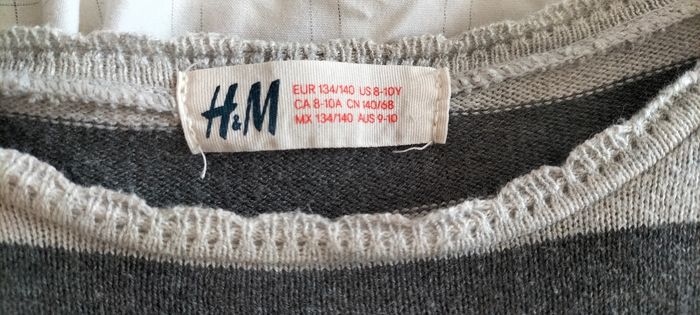 H&M
EUR 134/140 US 8-10Y
CA 8-10A CN 140/68
MX 134/140 AUS 9-10